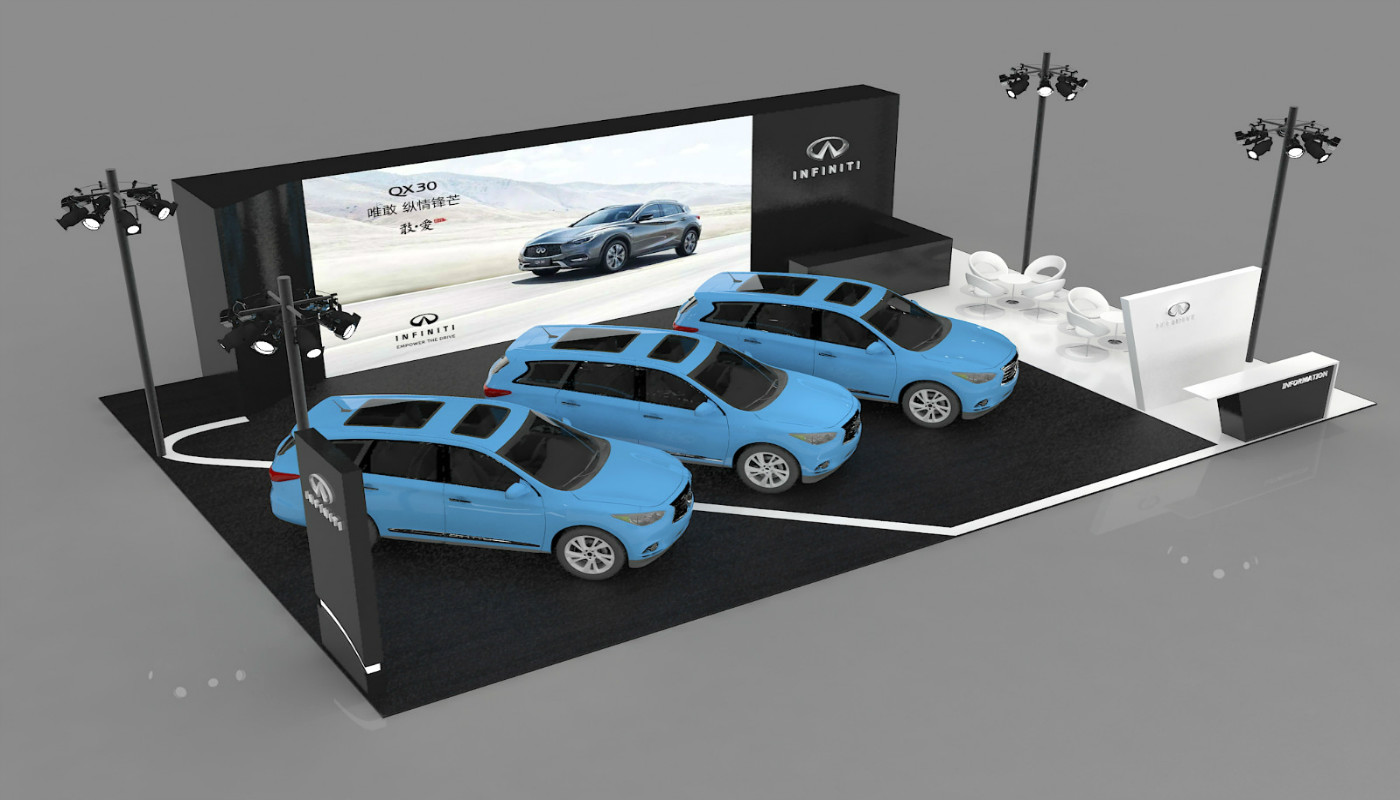 QX30
唯敢 纵情锋芒
敢·爱
INFINITI
EMPOWER THE DRIVE
INFINITI
INFINITI
INFORMATION